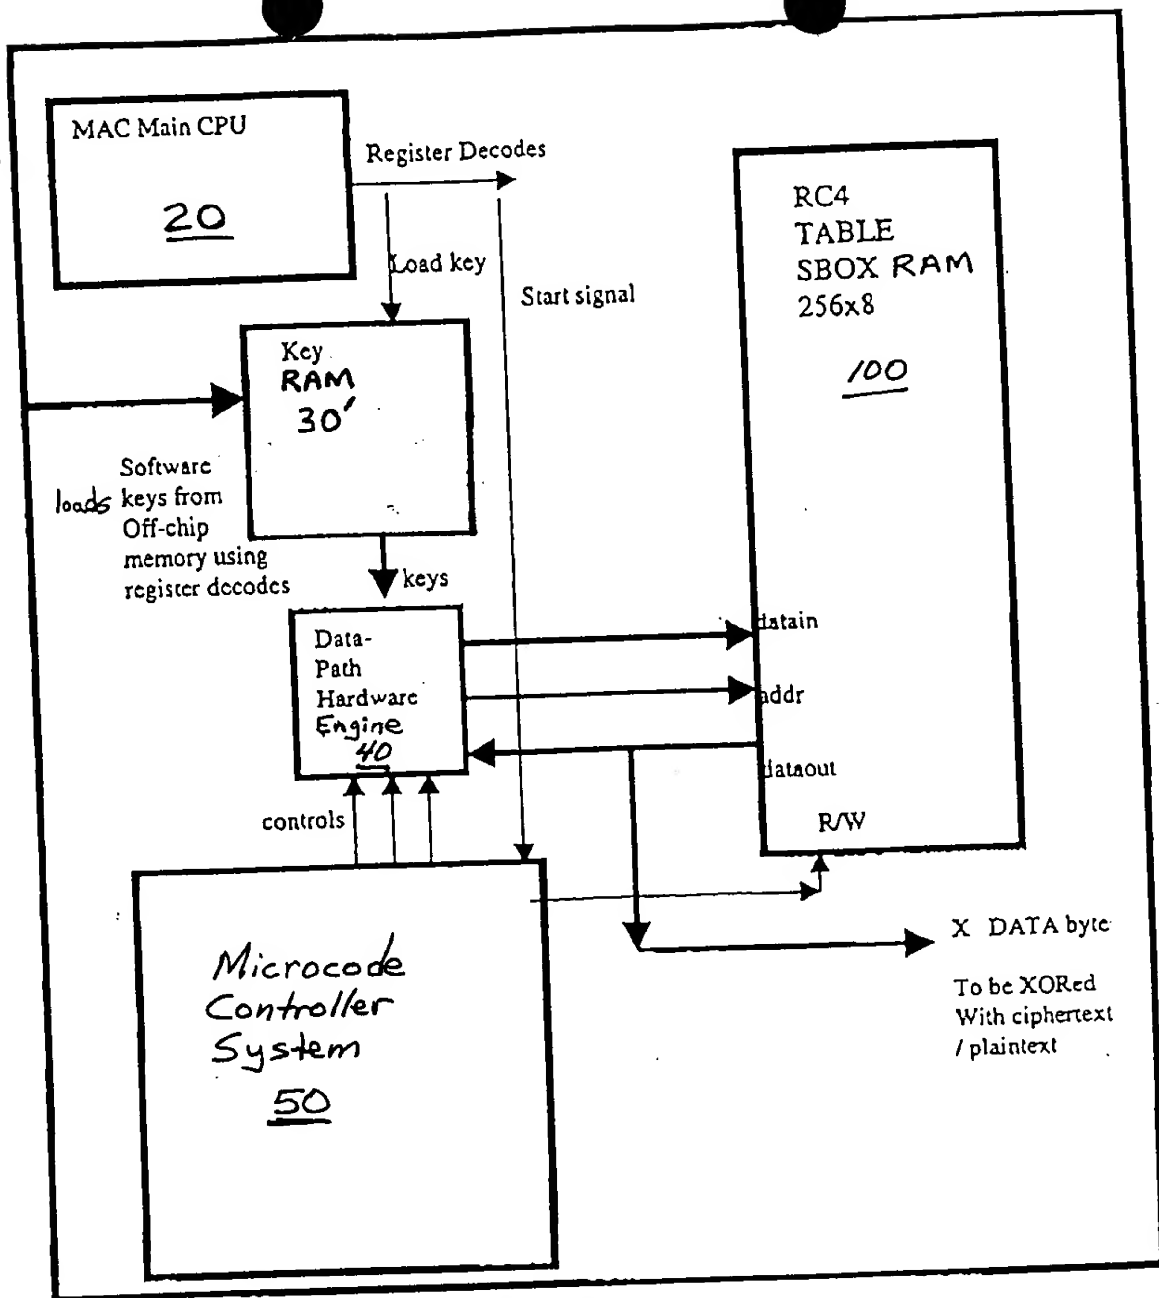 MAC Main CPU
20
Register Decodes
Load key
Start signal
RC4
TABLE
SBOX RAM
256x8
100
Key
RAM
30'
Software
loads keys from
Off-chip
memory using
register decodes
keys
Data-
Path
Hardware
Engine
40
datain
addr
dataout
R/W
controls
Microcode
Controller
System
50
X DATA byte
To be XORed
With ciphertext
/ plaintext